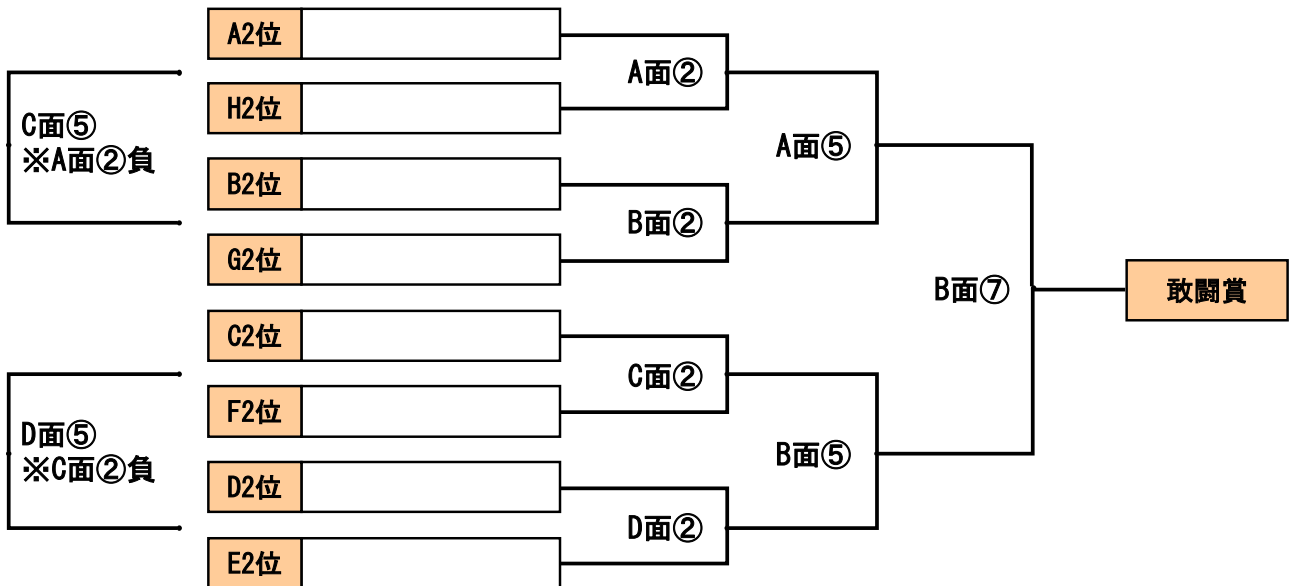 A2位
A面②
H2位
C面⑤
※A面②負
A面⑤
B2位
B面②
G2位
B面⑦
敢闘賞
C2位
C面②
F2位
D面⑤
※C面②負
B面⑤
D2位
D面②
E2位